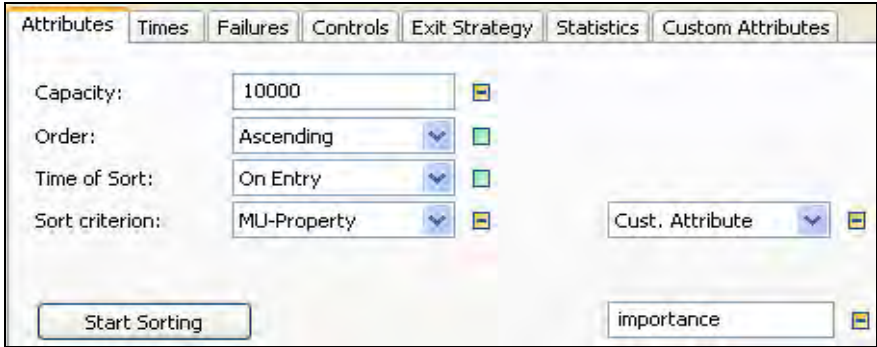 Attributes Times Failures Controls Exit Strategy Statistics Custom Attributes
Capacity: 10000
Order: Ascending
Time of Sort: On Entry
Sort criterion: MU-Property Cust. Attribute
Start Sorting importance